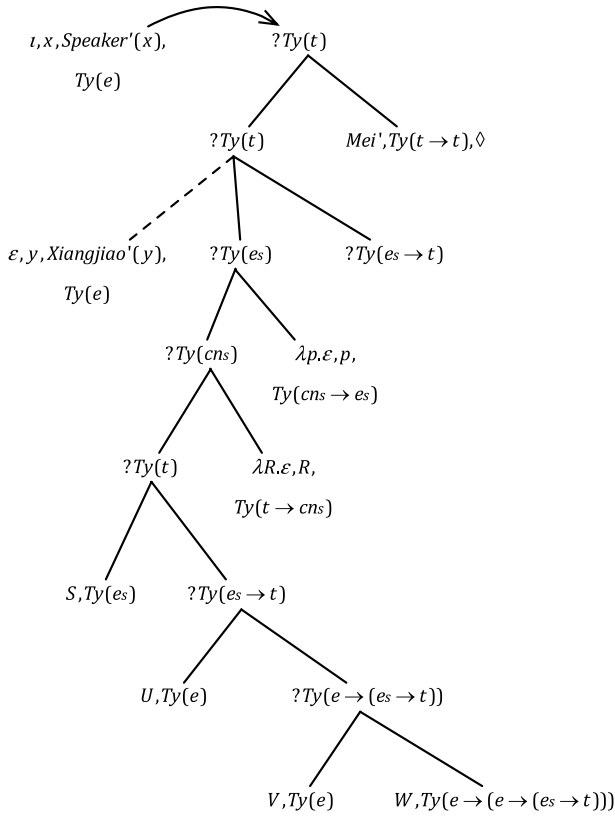 ι,x,Speaker'(x),
Ty(e)
?Ty(t)
?Ty(t)
Mei',Ty(t→t),◊
ε,y,Xiangjiao'(y),
Ty(e)
?Ty(es)
?Ty(es→t)
?Ty(cns)
λp.ε,p,
Ty(cns→es)
?Ty(t)
λR.ε,R,
Ty(t→cns)
S,Ty(es)
?Ty(es→t)
U,Ty(e)
?Ty(e→(es→t))
V,Ty(e)
W,Ty(e→(e→(es→t)))